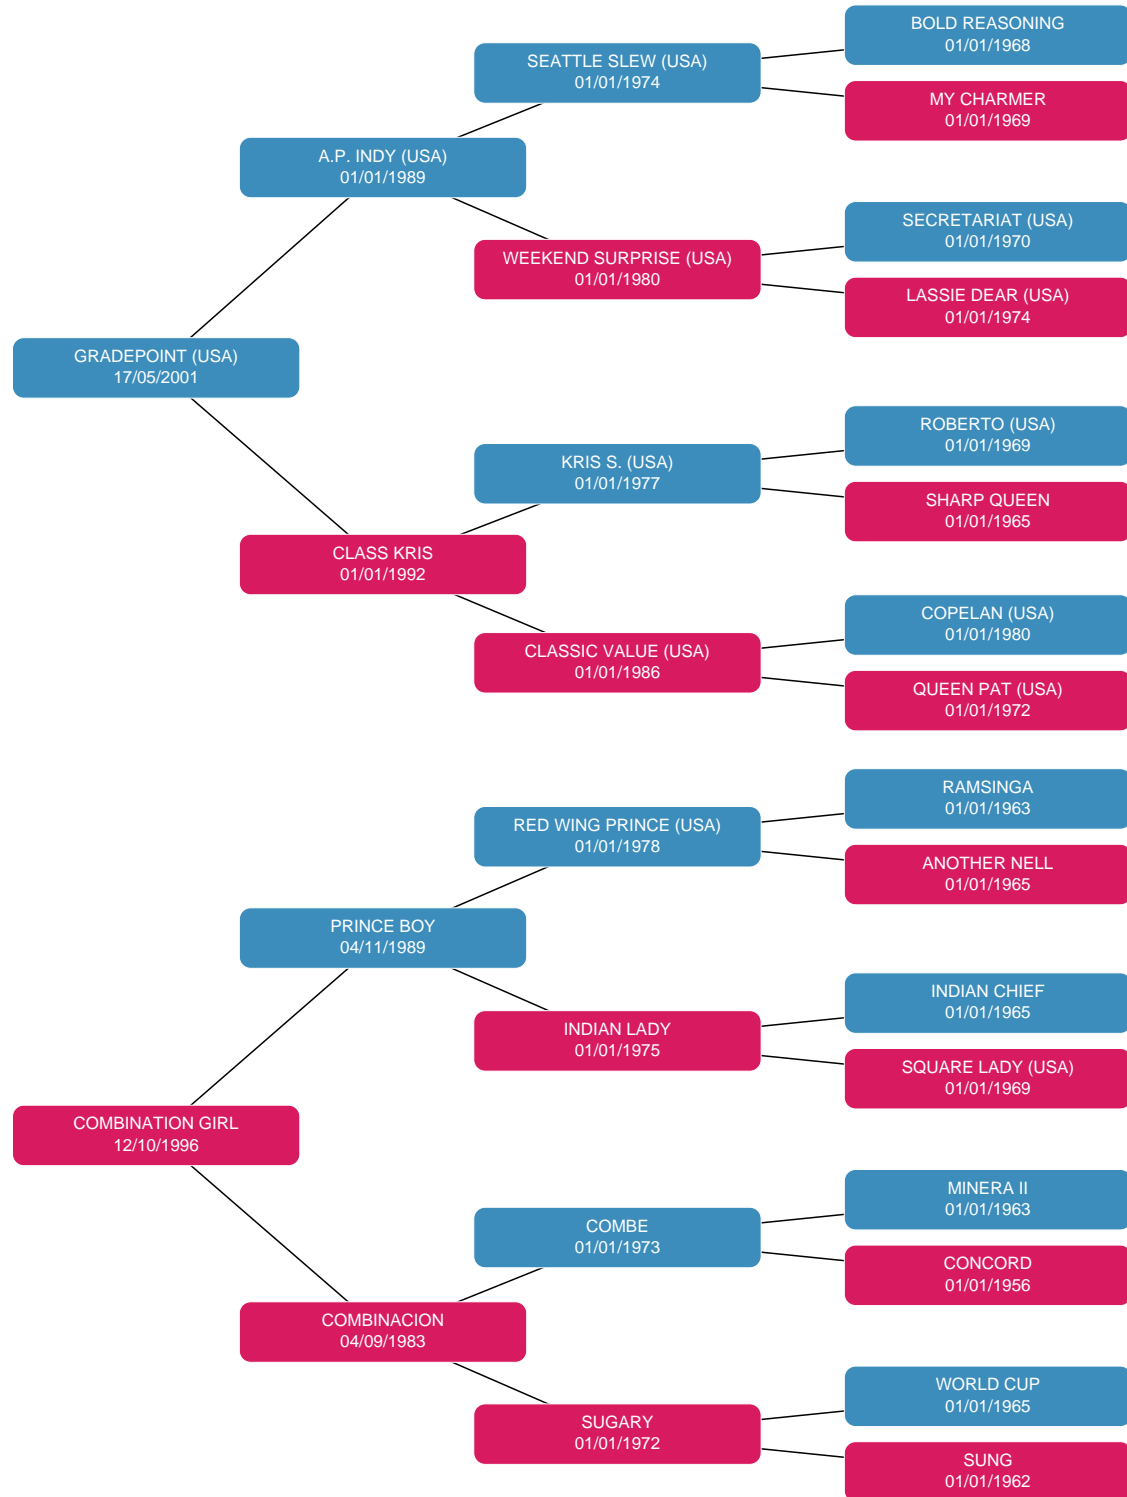 BOLD REASONING
01/01/1968
SEATTLE SLEW (USA)
01/01/1974
MY CHARMER
01/01/1969
A.P. INDY (USA)
01/01/1989
SECRETARIAT (USA)
01/01/1970
WEEKEND SURPRISE (USA)
01/01/1980
LASSIE DEAR (USA)
01/01/1974
GRADEPOINT (USA)
17/05/2001
ROBERTO (USA)
01/01/1969
KRIS S. (USA)
01/01/1977
SHARP QUEEN
01/01/1965
CLASS KRIS
01/01/1992
COPELAN (USA)
01/01/1980
CLASSIC VALUE (USA)
01/01/1986
QUEEN PAT (USA)
01/01/1972
RAMSINGA
01/01/1963
RED WING PRINCE (USA)
01/01/1978
ANOTHER NELL
01/01/1965
PRINCE BOY
04/11/1989
INDIAN CHIEF
01/01/1965
INDIAN LADY
01/01/1975
SQUARE LADY (USA)
01/01/1969
COMBINATION GIRL
12/10/1996
MINERA II
01/01/1963
COMBE
01/01/1973
CONCORD
01/01/1956
COMBINACION
04/09/1983
WORLD CUP
01/01/1965
SUGARY
01/01/1972
SUNG
01/01/1962